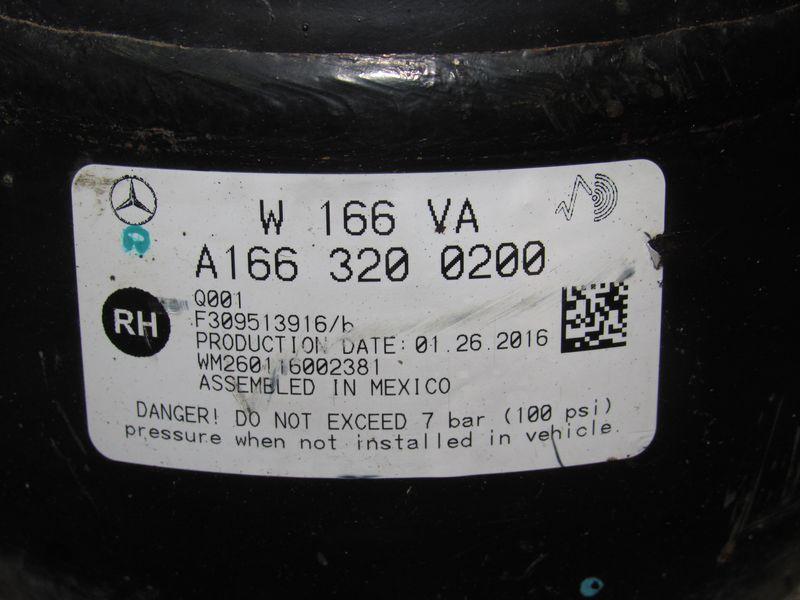 W 166 VA
A166 320 0200
RH
Q001
F309513916/b
PRODUCTION DATE: 01.26.2016
WM260116002381
ASSEMBLED IN MEXICO
DANGER! DO NOT EXCEED 7 bar (100 psi)
pressure when not installed in vehicle.